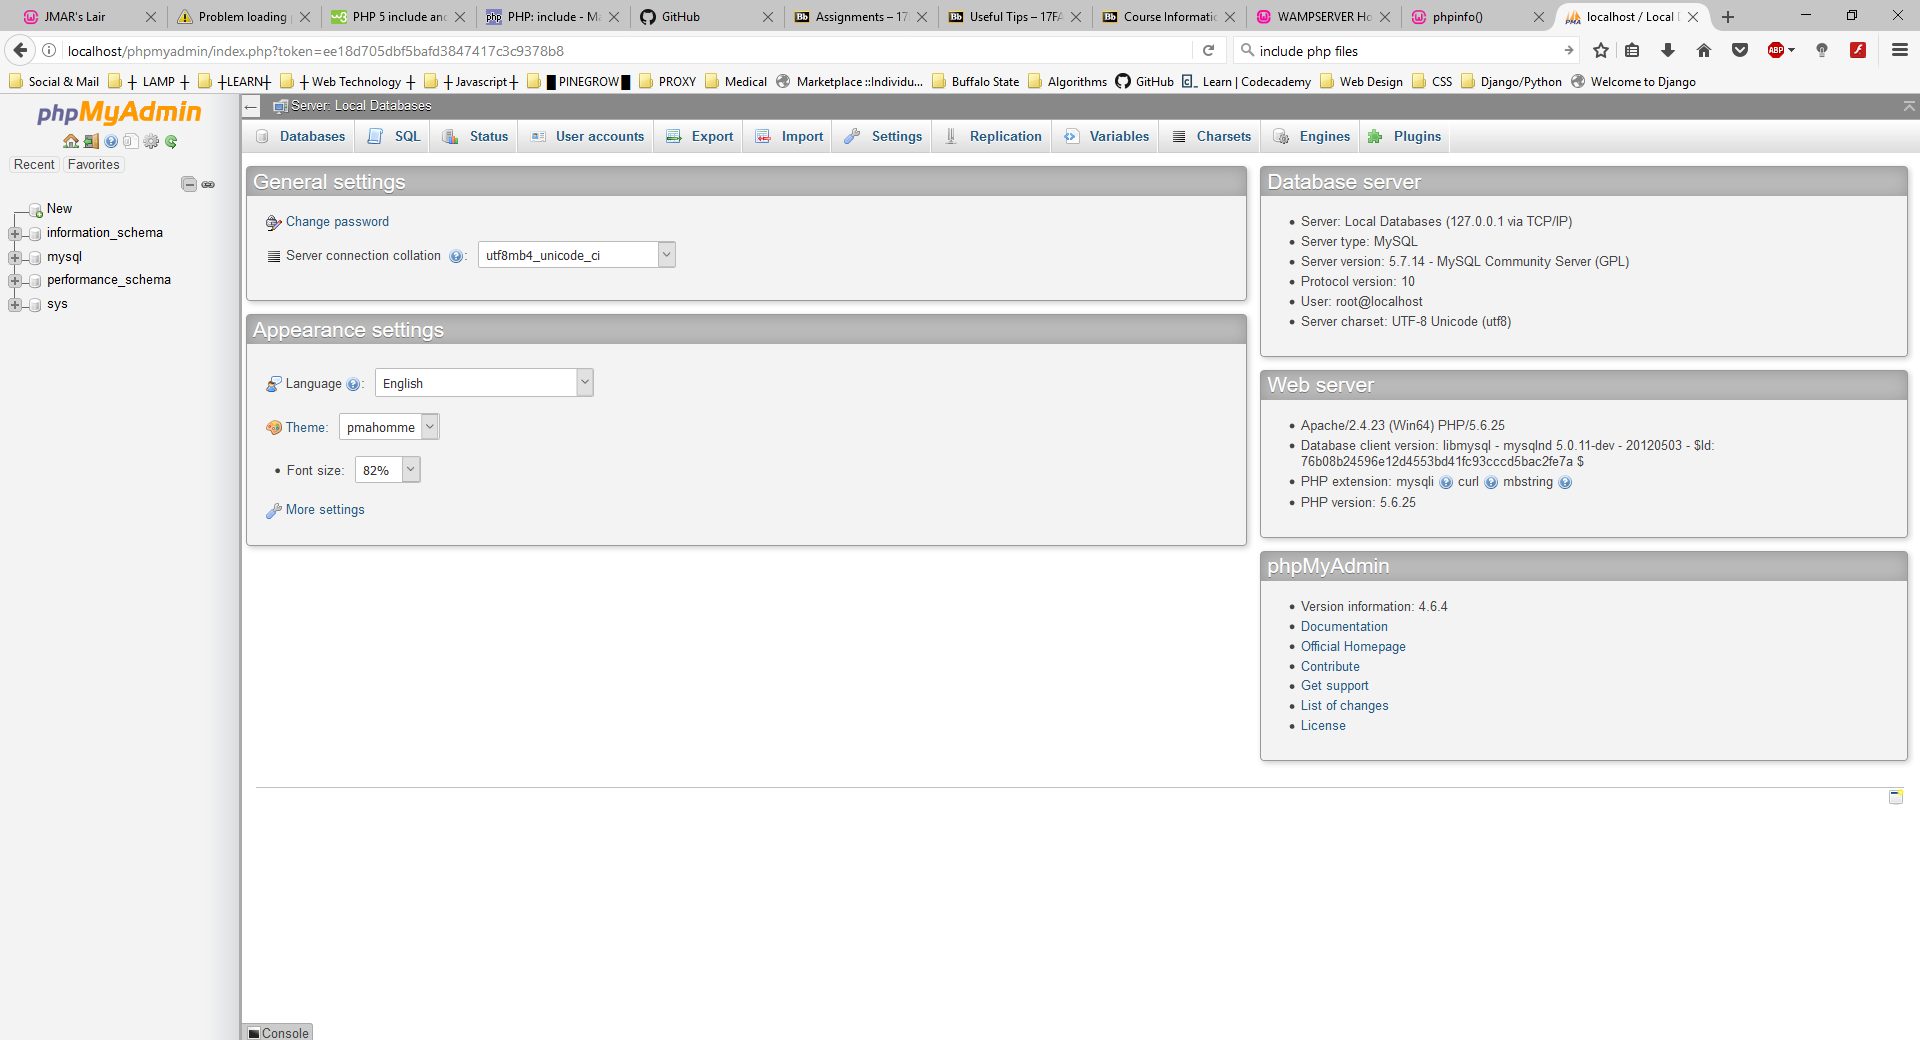 JMAR's Lair
Problem loading
PHP 5 include and
PHP: include - Ma
GitHub
Assignments – 17
Useful Tips – 17FA
Course Informatic
WAMPSERVER Ho
phpinfo()
localhost / Local
localhost/phpmyadmin/index.php?token=ee18d705dbf5bafd3847417c3c9378b8
include php files
Social & Mail
┼ LAMP ┼
┼LEARN┼
┼ Web Technology ┼
┼ Javascript ┼
█PINEGROW█
PROXY
Medical
Marketplace ::Individu...
Buffalo State
Algorithms
GitHub
Learn | Codecademy
Web Design
CSS
Django/Python
Welcome to Django
phpMyAdmin
Recent Favorites
New
information_schema
mysql
performance_schema
sys
Server: Local Databases
Databases
SQL
Status
User accounts
Export
Import
Settings
Replication
Variables
Charsets
Engines
Plugins
General settings
Change password
Server connection collation : utf8mb4_unicode_ci
Appearance settings
Language : English
Theme: pmahomme
• Font size: 82%
More settings
Database server
• Server: Local Databases (127.0.0.1 via TCP/IP)
• Server type: MySQL
• Server version: 5.7.14 - MySQL Community Server (GPL)
• Protocol version: 10
• User: root@localhost
• Server charset: UTF-8 Unicode (utf8)
Web server
• Apache/2.4.23 (Win64) PHP/5.6.25
• Database client version: libmysql - mysqlnd 5.0.11-dev - 20120503 - $Id:
76b08b24596e12d4553bd41fc93cccd5bac2fe7a $
• PHP extension: mysqli curl mbstring
• PHP version: 5.6.25
phpMyAdmin
• Version information: 4.6.4
• Documentation
• Official Homepage
• Contribute
• Get support
• List of changes
• License
Console